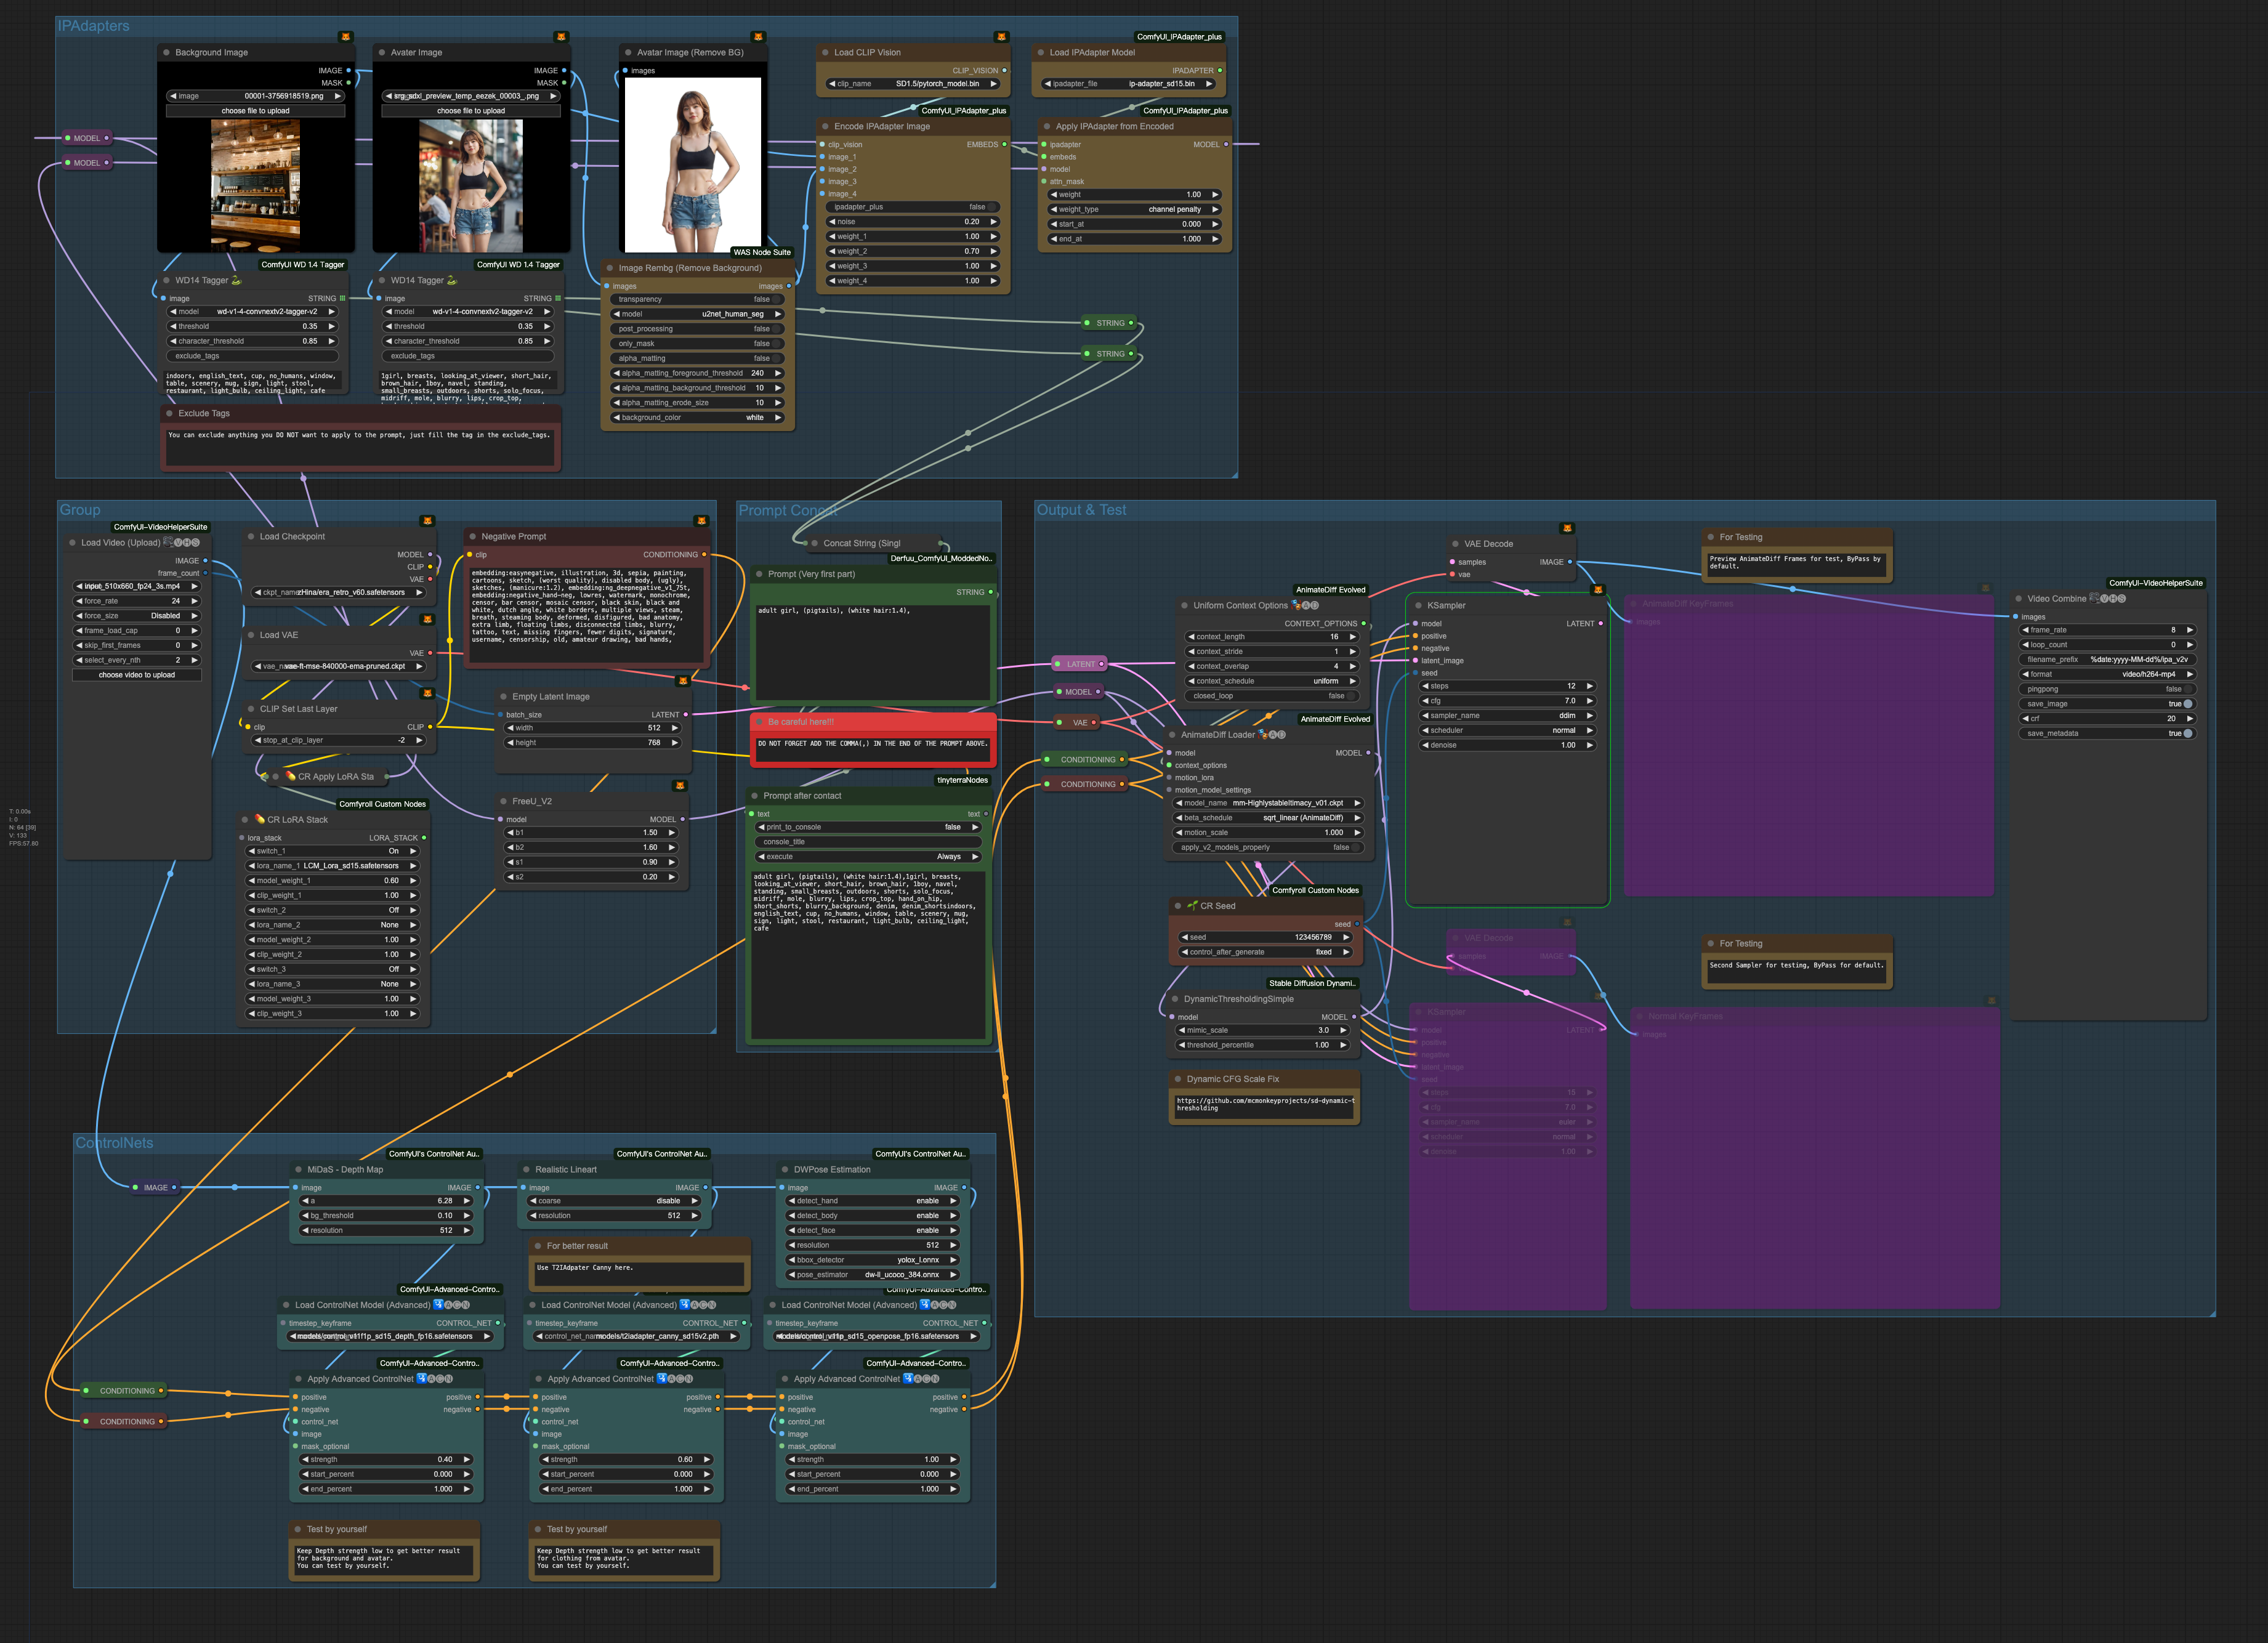 IPAdapters
Background Image
IMAGE
MASK
image 00001-3756918519.png
choose file to upload
Avater Image
IMAGE
MASK
choose file to upload
Avatar Image (Remove BG)
images
Load CLIP Vision
CLIP_VISION
clip_name SD1.5/pytorch_model.bin
ComfyUI_IPAdapter_plus
Load IPAdapter Model
IPADAPTER
ipadapter_file ip-adapter_sd15.bin
MODEL
MODEL
ComfyUI_IPAdapter_plus
Encode IPAdapter Image
clip_vision EMBEDS
image_1
image_2
image_3
image_4
ipadapter_plus false
noise 0.20
weight_1 1.00
weight_2 0.70
weight_3 1.00
weight_4 1.00
ComfyUI_IPAdapter_plus
Apply IPAdapter from Encoded
ipadapter MODEL
embeds
model
attn_mask
weight 1.00
weight_type channel penalty
start_at 0.000
end_at 1.000
ComfyUI WD 1.4 Tagger
WD14 Tagger
image STRING
model wd-v1-4-convnextv2-tagger-v2
threshold 0.35
character_threshold 0.85
exclude_tags
indoors, english_text, cup, no_humans, window,
table, scenery, mug, sign, light, stool,
restaurant, light_bulb, ceiling_light, cafe
ComfyUI WD 1.4 Tagger
WD14 Tagger
image STRING
model wd-v1-4-convnextv2-tagger-v2
threshold 0.35
character_threshold 0.85
exclude_tags
1girl, breasts, looking_at_viewer, short_hair,
brown_hair, 1boy, navel, standing,
small_breasts, outdoors, shorts, solo_focus,
midriff, mole, blurry, lips, crop_top,
WAS Node Suite
Image Rembg (Remove Background)
images images
transparency false
model u2net_human_seg
post_processing false
only_mask false
alpha_matting false
alpha_matting_foreground_threshold 240
alpha_matting_background_threshold 10
alpha_matting_erode_size 10
background_color white
STRING
STRING
Exclude Tags
You can exclude anything you DO NOT want to apply to the prompt, just fill the tag in the exclude_tags.
Group
ComfyUI-VideoHelperSuite
Load Video (Upload) VHS
IMAGE
frame_count
force_rate 24
force_size Disabled
frame_load_cap 0
skip_first_frames 0
select_every_nth 2
choose video to upload
Load Checkpoint
MODEL
CLIP
VAE
Load VAE
VAE
CLIP Set Last Layer
clip CLIP
stop_at_clip_layer -2
CR Apply LoRA Sta
Comfyroll Custom Nodes
CR LoRA Stack
lora_stack LORA_STACK
switch_1 On
lora_name_1 LCM_Lora_sd15.safetensors
model_weight_1 0.60
clip_weight_1 1.00
switch_2 Off
lora_name_2 None
model_weight_2 1.00
clip_weight_2 1.00
switch_3 Off
lora_name_3 None
model_weight_3 1.00
clip_weight_3 1.00
Negative Prompt
clip CONDITIONING
embedding:easynegative, illustration, 3d, sepia, painting,
cartoons, sketch, (worst quality), disabled body, (ugly),
sketches, (manicure:1.2), embedding:ng_deepnegative_v1_75t,
embedding:negative_hand-neg, lowres, watermark, monochrome,
censor, bar censor, mosaic censor, black skin, black and
white, dutch angle, white borders, multiple views, steam,
breath, steaming body, deformed, disfigured, bad anatomy,
extra limb, floating limbs, disconnected limbs, blurry,
tattoo, text, missing fingers, fewer digits, signature,
username, censorship, old, amateur drawing, bad hands,
Empty Latent Image
batch_size LATENT
width 512
height 768
FreeU_V2
model MODEL
b1 1.50
b2 1.60
s1 0.90
s2 0.20
T: 0.00s
I: 0
N: 84 [39]
V: 133
FPS:57.80
Prompt Concat
Concat String (Singl
Derfuu_ComfyUI_ModdedNo..
Prompt (Very first part)
STRING
adult girl, (pigtails), (white hair:1.4),
Be careful here!!!
DO NOT FORGET ADD THE COMMA(,) IN THE END OF THE PROMPT ABOVE.
tinyterraNodes
Prompt after contact
text text
print_to_console false
console_title
execute Always
adult girl, (pigtails), (white hair:1.4),1girl, breasts,
looking_at_viewer, short_hair, brown_hair, 1boy, navel,
standing, small_breasts, outdoors, shorts, solo_focus,
midriff, mole, blurry, lips, crop_top, hand_on_hip,
short_shorts, blurry_background, denim, denim_shortsindoors,
english_text, cup, no_humans, window, table, scenery, mug,
sign, light, stool, restaurant, light_bulb, ceiling_light,
cafe
Output & Test
LATENT
MODEL
VAE
CONDITIONING
CONDITIONING
AnimateDiff Evolved
Uniform Context Options AD
CONTEXT_OPTIONS
context_length 16
context_stride 1
context_overlap 4
context_schedule uniform
closed_loop false
AnimateDiff Evolved
AnimateDiff Loader AD
model MODEL
context_options
motion_lora
motion_model_settings
model_name mm-Highlystableltimacy_v01.ckpt
beta_schedule sqrt_linear (AnimateDiff)
motion_scale 1.000
apply_v2_models_properly false
Comfyroll Custom Nodes
CR Seed
seed
seed 123456789
control_after_generate fixed
Stable Diffusion Dynami..
DynamicThresholdingSimple
model MODEL
mimic_scale 3.0
threshold_percentile 1.00
Dynamic CFG Scale Fix
https://github.com/mcmonkeyprojects/sd-dynamic-t
hresholding
VAE Decode
samples IMAGE
vae
KSampler
model LATENT
positive
negative
latent_image
seed
steps 12
cfg 7.0
sampler_name ddim
scheduler normal
denoise 1.00
For Testing
Preview AnimateDiff Frames for test, ByPass by
default.
AnimateDiff KeyFrames
images
VAE Decode
samples IMAGE
For Testing
Second Sampler for testing, ByPass for default.
KSampler
model LATENT
positive
negative
latent_image
seed
steps 15
cfg 7.0
sampler_name euler
scheduler normal
denoise 1.00
Normal KeyFrames
images
ComfyUI-VideoHelperSuite
Video Combine VHS
images
frame_rate 8
loop_count 0
filename_prefix %date:yyyy-MM-dd%/ipa_v2v
format video/h264-mp4
pingpong false
save_image true
crf 20
save_metadata true
ControlNets
IMAGE
ComfyUI's ControlNet Au..
MiDaS - Depth Map
image IMAGE
a 6.28
bg_threshold 0.10
resolution 512
ComfyUI's ControlNet Au..
Realistic Lineart
image IMAGE
coarse disable
resolution 512
For better result
Use T2IAdpater Canny here.
ComfyUI's ControlNet Au..
DWPose Estimation
image IMAGE
detect_hand enable
detect_body enable
detect_face enable
resolution 512
bbox_detector yolox_l.onnx
pose_estimator dw-ll_ucoco_384.onnx
ComfyUI-Advanced-Contro..
Load ControlNet Model (Advanced) ACN
timestep_keyframe CONTROL_NET
Load ControlNet Model (Advanced) ACN
timestep_keyframe CONTROL_NET
ComfyUI-Advanced-Contro..
Load ControlNet Model (Advanced) ACN
timestep_keyframe CONTROL_NET
CONDITIONING
CONDITIONING
ComfyUI-Advanced-Contro..
Apply Advanced ControlNet ACN
positive positive
negative negative
control_net
image
mask_optional
strength 0.40
start_percent 0.000
end_percent 1.000
ComfyUI-Advanced-Contro..
Apply Advanced ControlNet ACN
positive positive
negative negative
control_net
image
mask_optional
strength 0.60
start_percent 0.000
end_percent 1.000
ComfyUI-Advanced-Contro..
Apply Advanced ControlNet ACN
positive positive
negative negative
control_net
image
mask_optional
strength 1.00
start_percent 0.000
end_percent 1.000
Test by yourself
Keep Depth strength low to get better result
for background and avatar.
You can test by yourself.
Test by yourself
Keep Depth strength low to get better result
for clothing from avatar.
You can test by yourself.